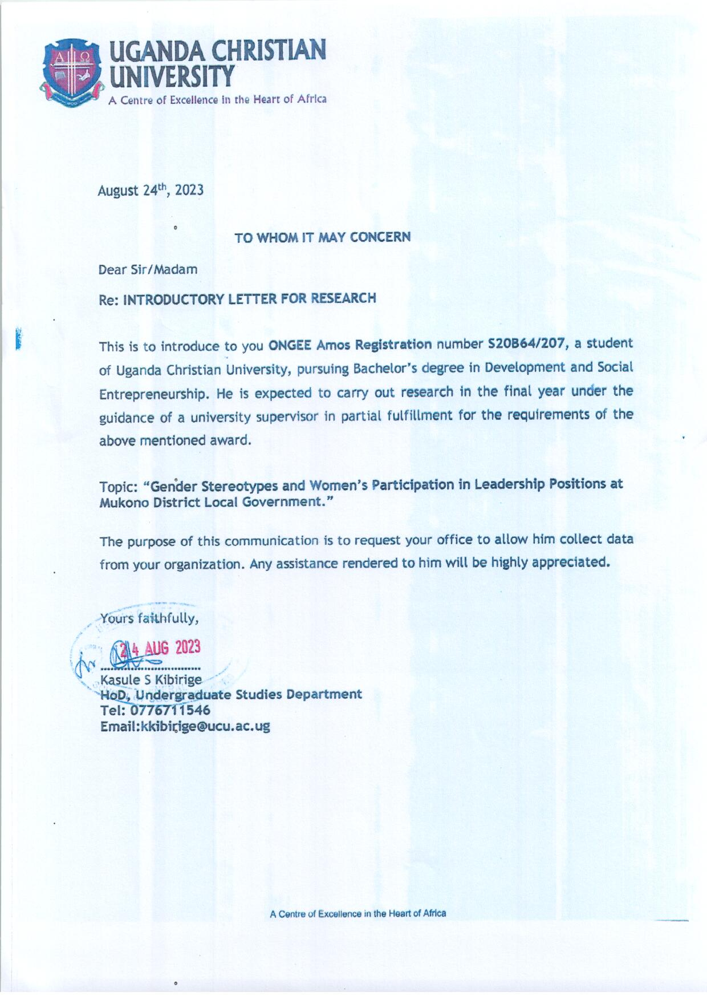 A Ω
UGANDA CHRISTIAN
UNIVERSITY
A Centre of Excellence in the Heart of Africa
August 24th, 2023
TO WHOM IT MAY CONCERN
Dear Sir/Madam
Re: INTRODUCTORY LETTER FOR RESEARCH
This is to introduce to you ONGEE Amos Registration number S20B64/207, a student
of Uganda Christian University, pursuing Bachelor's degree in Development and Social
Entrepreneurship. He is expected to carry out research in the final year under the
guidance of a university supervisor in partial fulfillment for the requirements of the
above mentioned award.
Topic: "Gender Stereotypes and Women's Participation in Leadership Positions at
Mukono District Local Government."
The purpose of this communication is to request your office to allow him collect data
from your organization. Any assistance rendered to him will be highly appreciated.
Yours faithfully,
24 AUG 2023
Kasule S Kibirige
HoD, Undergraduate Studies Department
Tel: 0776711546
Email:kkibirige@ucu.ac.ug
A Centre of Excellence in the Heart of Africa